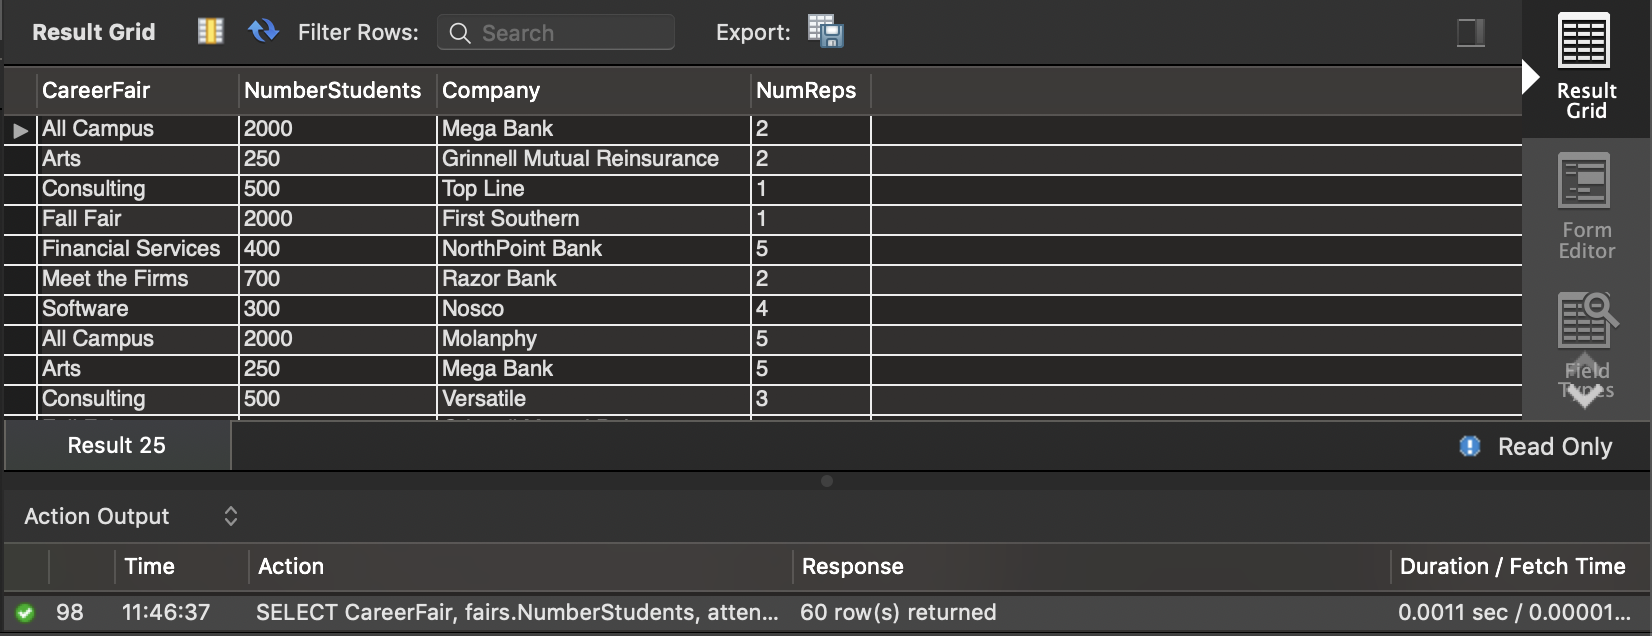 Result Grid Filter Rows: Search Export:
CareerFair NumberStudents Company NumReps
All Campus 2000 Mega Bank 2
Arts 250 Grinnell Mutual Reinsurance 2
Consulting 500 Top Line 1
Fall Fair 2000 First Southern 1
Financial Services 400 NorthPoint Bank 5
Meet the Firms 700 Razor Bank 2
Software 300 Nosco 4
All Campus 2000 Molanphy 5
Arts 250 Mega Bank 5
Consulting 500 Versatile 3
Result
Grid
Form
Editor
Field
Types
Result 25 Read Only
Action Output
Time Action Response Duration / Fetch Time
98 11:46:37 SELECT CareerFair, fairs.NumberStudents, atten... 60 row(s) returned 0.0011 sec / 0.00001...